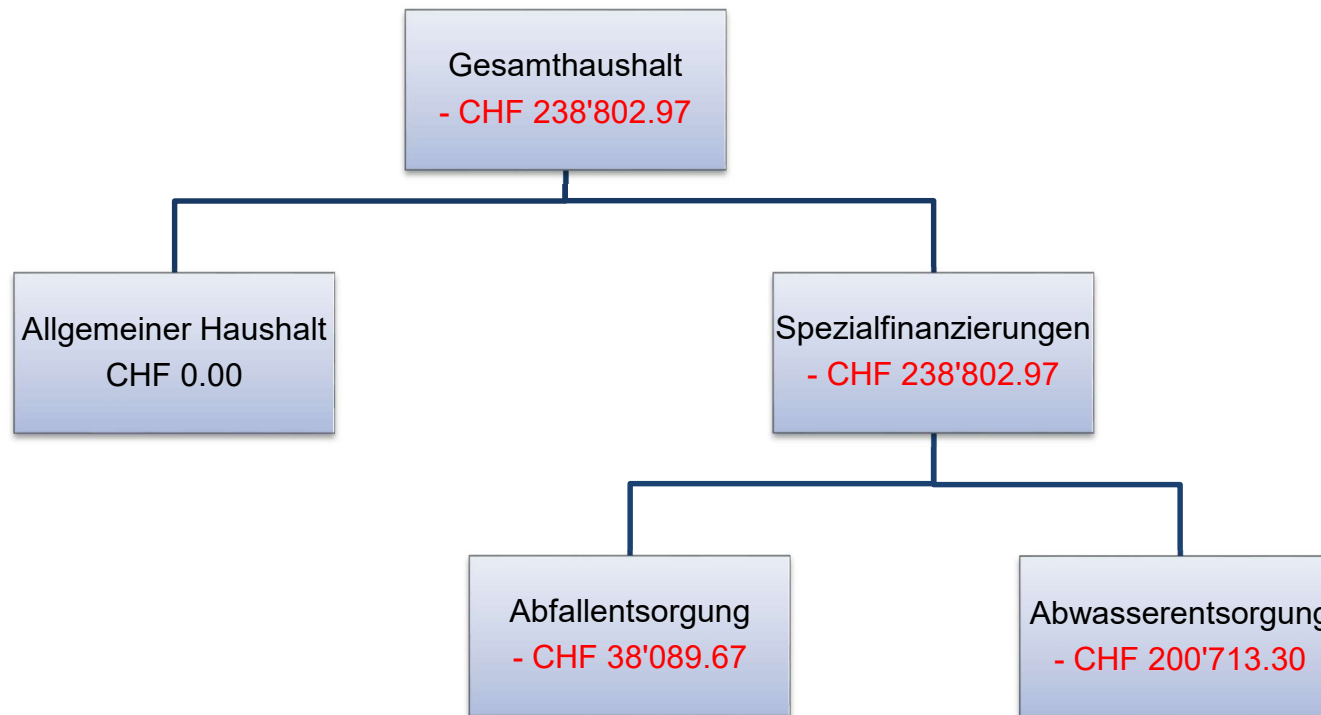 Gesamthaushalt
- CHF 238'802.97
Allgemeiner Haushalt
CHF 0.00
Spezialfinanzierungen
- CHF 238'802.97
Abfallentsorgung
- CHF 38'089.67
Abwasserentsorgung
- CHF 200'713.30